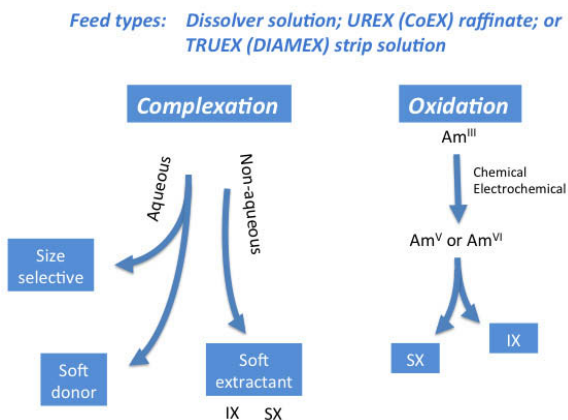 Feed types: Dissolver solution; UREX (CoEX) raffinate; or
TRUEX (DIAMEX) strip solution
Complexation
Oxidation
Aqueous
Non-aqueous
Size
selective
Soft
donor
Soft
extractant
IX SX
Am^III
Chemical
Electrochemical
Am^V or Am^VI
SX
IX